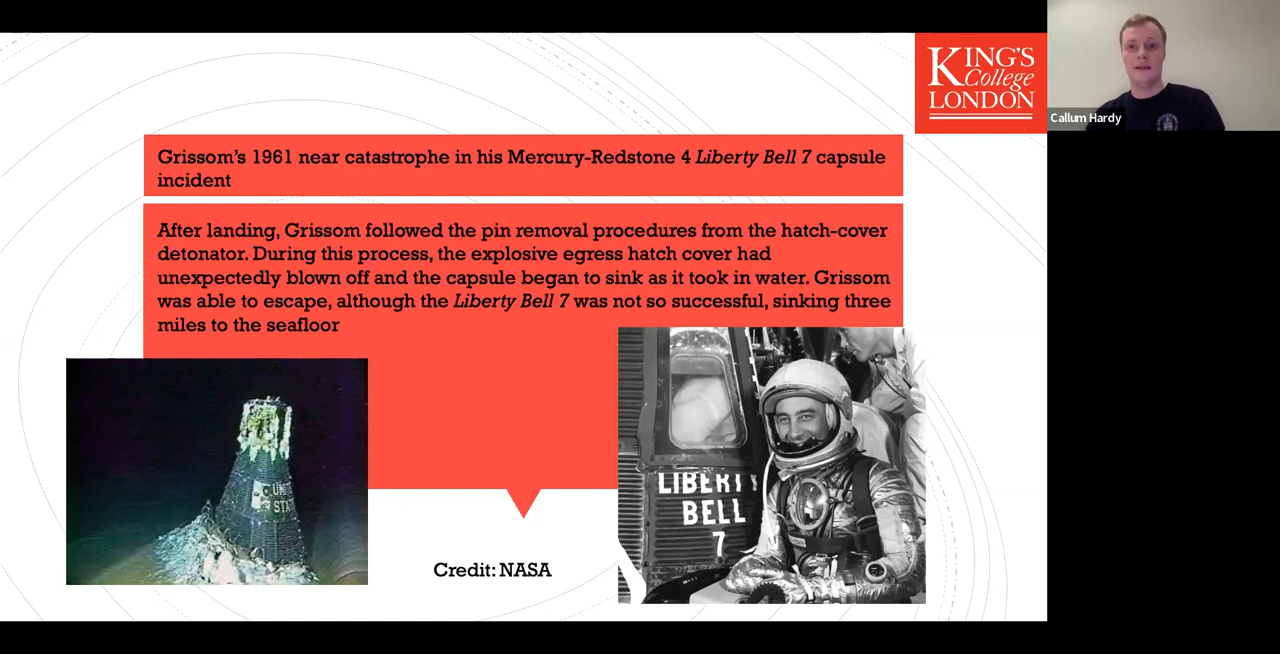 KING'S
College
LONDON
Callum Hardy
Grissom's 1961 near catastrophe in his Mercury-Redstone 4 Liberty Bell 7 capsule
incident
After landing, Grissom followed the pin removal procedures from the hatch-cover
detonator. During this process, the explosive egress hatch cover had
unexpectedly blown off and the capsule began to sink as it took in water. Grissom
was able to escape, although the Liberty Bell 7 was not so successful, sinking three
miles to the seafloor
LIBERTY
BELL
7
Credit: NASA